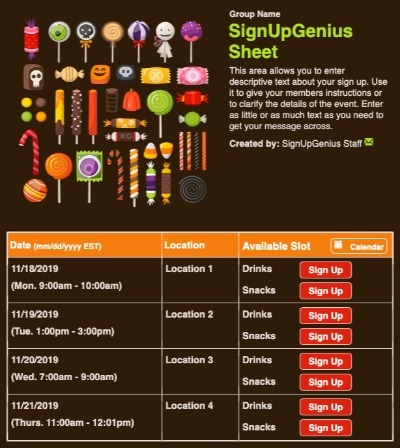 Group Name
SignUpGenius
Sheet
This area allows you to enter
descriptive text about your sign up. Use
it to give your members instructions or
to clarify the details of the event. Enter
as little or as much text as you need to
get your message across.
Created by: SignUpGenius Staff
Date (mm/dd/yyyy EST) Location Available Slot Calendar
11/18/2019 Location 1 Drinks Sign Up
(Mon. 9:00am - 10:00am) Snacks Sign Up
11/19/2019 Location 2 Drinks Sign Up
(Tue. 1:00pm - 3:00pm) Snacks Sign Up
11/20/2019 Location 3 Drinks Sign Up
(Wed. 7:00am - 9:00am) Snacks Sign Up
11/21/2019 Location 4 Drinks Sign Up
(Thurs. 11:00am - 12:01pm) Snacks Sign Up